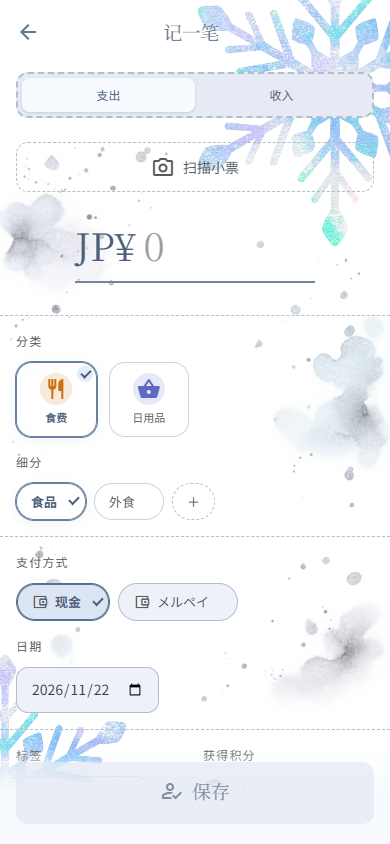 记一笔
支出 收入
扫描小票
JP¥ 0
分类
食费 日用品
细分
食品 外食 +
支付方式
现金 メルペイ
日期
2026/11/22
标签 获得积分
保存